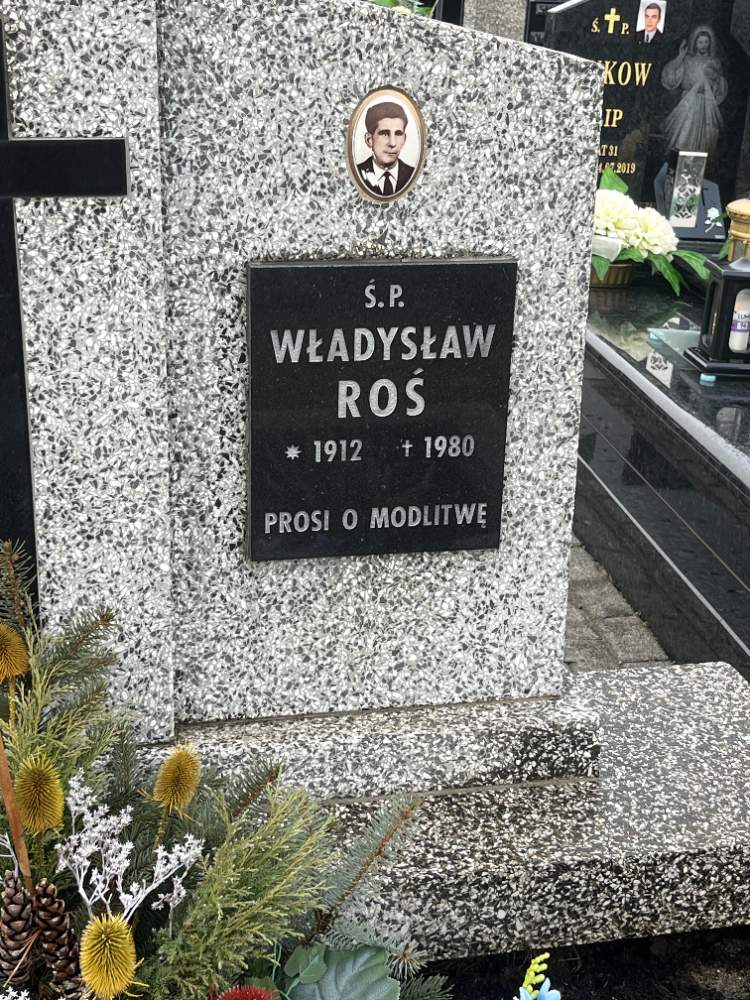 Ś.P.
WŁADYSŁAW
ROŚ
* 1912 † 1980
PROSI O MODLITWĘ
Ś. † P.